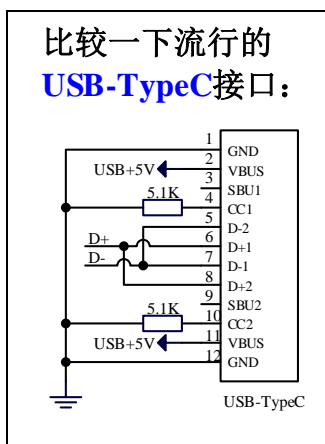 比较一下流行的
USB-TypeC接口：
1 GND
USB+5V 2 VBUS
3 SBU1
5.1K 4 CC1
5 D-2
D+ 6 D+1
D- 7 D-1
8 D+2
9 SBU2
5.1K 10 CC2
USB+5V 11 VBUS
12 GND
USB-TypeC